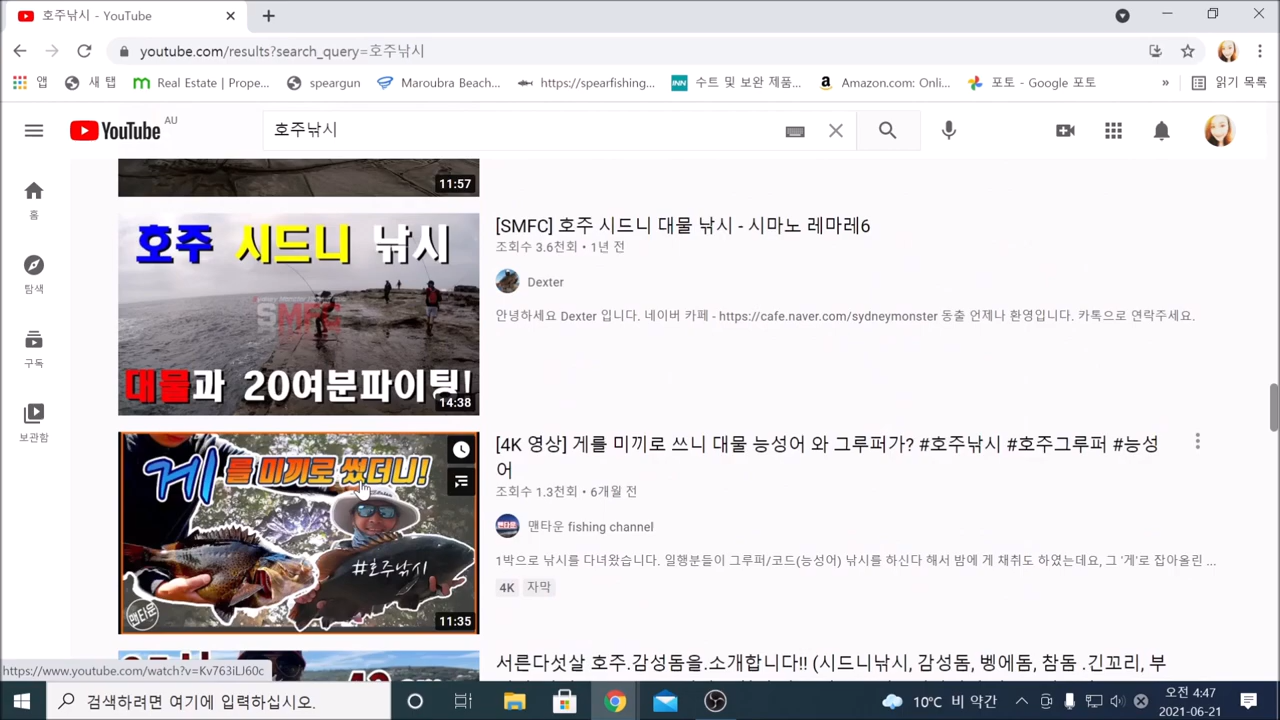 호주낚시 - YouTube
youtube.com/results?search_query=호주낚시
앱 새 탭 Real Estate | Prope... speargun Maroubra Beach... https://spearfishing... INN 수트 및 보완 제품... Amazon.com: Onli... 포토 - Google 포토 » 읽기 목록
YouTube AU
호주낚시
홈
탐색
구독
보관함
11:57
호주 시드니 낚시
SMFC
대물과 20여분파이팅!
14:38
[SMFC] 호주 시드니 대물 낚시 - 시마노 레마레6
조회수 3.6천회 • 1년 전
Dexter
안녕하세요 Dexter 입니다. 네이버 카페 - https://cafe.naver.com/sydneymonster 동출 언제나 환영입니다. 카톡으로 연락주세요.
게를 미끼로 썼더니!
#호주낚시
맨타운
11:35
[4K 영상] 게를 미끼로 쓰니 대물 능성어 와 그루퍼가? #호주낚시 #호주그루퍼 #능성
어
조회수 1.3천회 • 6개월 전
맨타운 fishing channel
1박으로 낚시를 다녀왔습니다. 일행분들이 그루퍼/코드(능성어) 낚시를 하신다 해서 밤에 게 채취도 하였는데요, 그 '게'로 잡아올린 ...
4K 자막
서른다섯살 호주.감성돔을.소개합니다!! (시드니낚시, 감성돔, 벵에돔, 참돔 .긴꼬리, 부
https://www.youtube.com/watch?v=Kv763iLJ60c
검색하려면 여기에 입력하십시오.
10℃ 비 약간
오전 4:47
2021-06-21